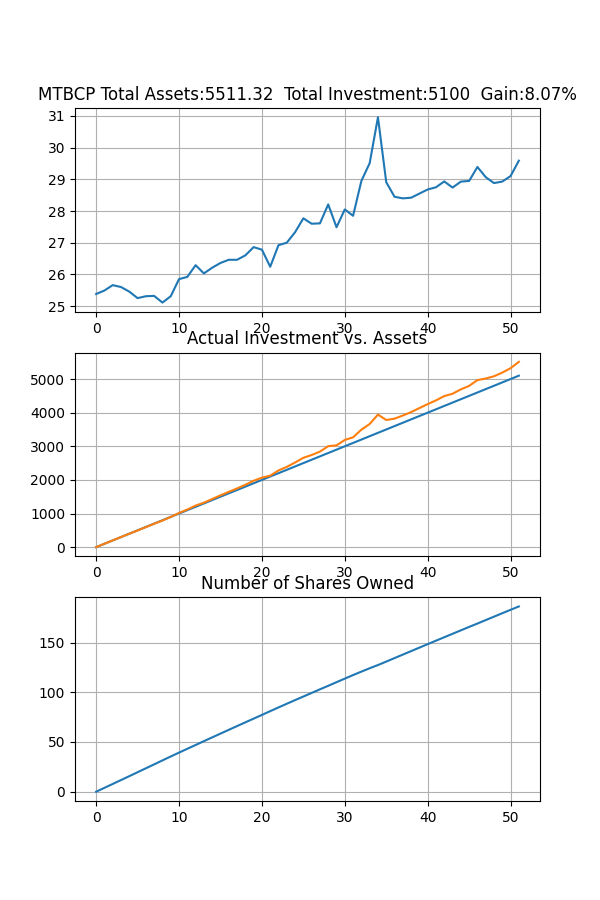 MTBCP Total Assets:5511.32  Total Investment:5100  Gain:8.07%
31
30
29
28
27
26
25
0 10 20 30 40 50
Actual Investment vs. Assets
5000
4000
3000
2000
1000
0
0 10 20 30 40 50
Number of Shares Owned
150
100
50
0
0 10 20 30 40 50